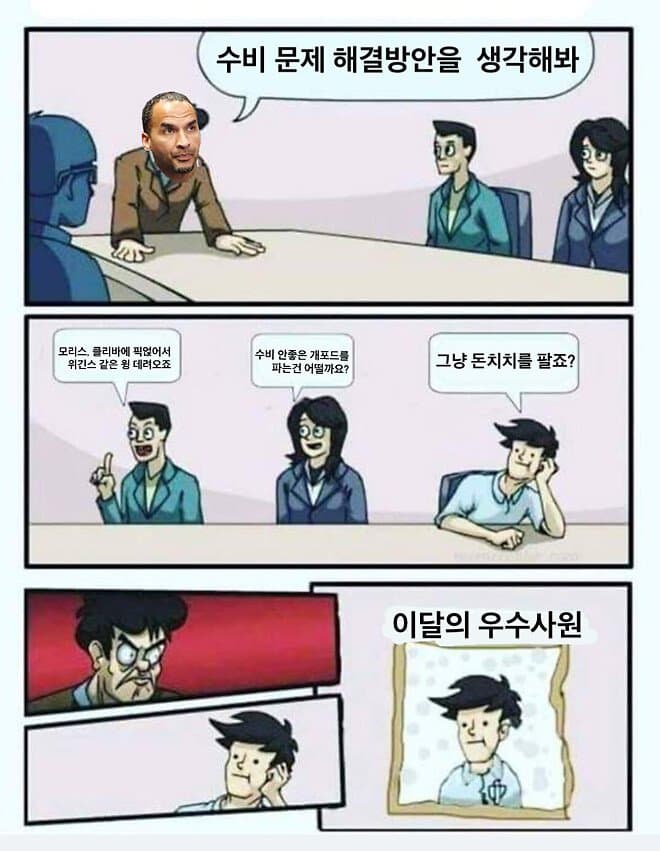 수비 문제 해결방안을 생각해봐
모리스, 클리바에 픽얹어서
위긴스 같은 윙 데려오죠
수비 안좋은 개포드를
파는건 어떨까요?
그냥 돈치치를 팔죠?
이달의 우수사원